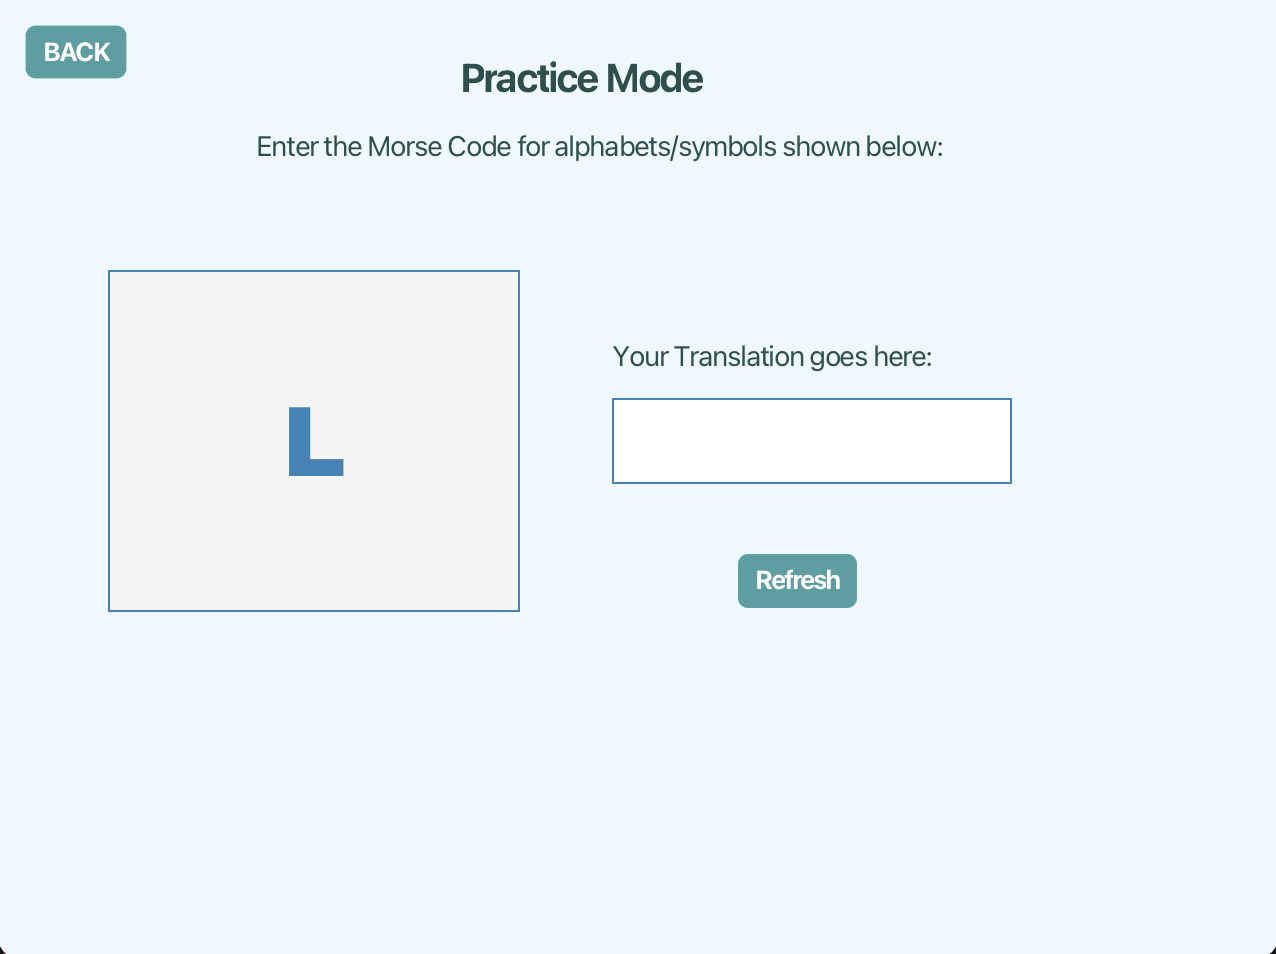 BACK
Practice Mode
Enter the Morse Code for alphabets/symbols shown below:
L
Your Translation goes here:
Refresh